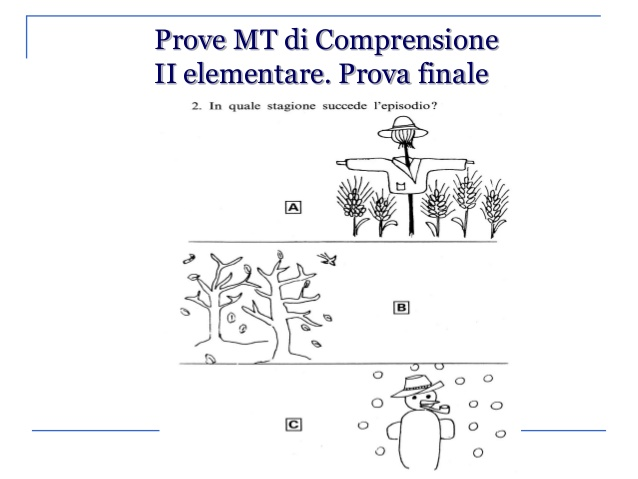 Prove MT di Comprensione
II elementare. Prova finale
2. In quale stagione succede l'episodio?
A
B
C